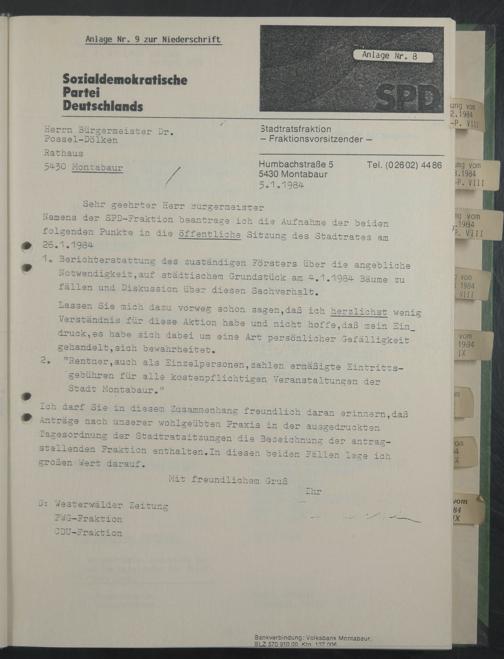 Anlage Nr. 9 zur Niederschrift
Anlage Nr. 8
SPD
Sozialdemokratische
Partei
Deutschlands
Herrn Bürgermeister Dr.
Possel-Dölken
Rathaus
5430 Montabaur
Stadtratsfraktion
— Fraktionsvorsitzender —
Humbachstraße 5
5430 Montabaur
Tel. (02602) 4486
5.1.1984
Sehr geehrter Herr Bürgermeister
Namens der SPD-Fraktion beantrage ich die Aufnahme der beiden
folgenden Punkte in die öffentliche Sitzung des Stadtrates am
26.1.1984
1. Berichterstattung des zuständigen Försters über die angebliche
Notwendigkeit,auf städtischem Grundstück am 4.1.1984 Bäume zu
fällen und Diskussion über diesen Sachverhalt.
Lassen Sie mich dazu vorweg schon sagen,daß ich herzlichst wenig
Verständnis für diese Aktion habe und nicht hoffe,daß mein Ein_
druck,es habe sich dabei um eine Art persönlicher Gefälligkeit
gehandelt,sich bewahrheitet.
2. "Rentner,auch als Einzelpersonen,zahlen ermäßigte Eintritts-
gebühren für alle kostenpflichtigen Veranstaltungen der
Stadt Montabaur."
Ich darf Sie in diesem Zusammenhang freundlich daran erinnern,daß
Anträge nach unserer wohlgeübten Praxis in der ausgedruckten
Tagesordnung der Stadtratsitzungen die Bezeichnung der antrag-
stellenden Fraktion enthalten.In diesen beiden Fällen lege ich
großen Wert darauf.
Mit freundlichem Gruß
Ihr
D: Westerwälder Zeitung
FWG-Fraktion
CDU-Fraktion
Bankverbindung: Volksbank Montabaur,
BLZ 570 910 00